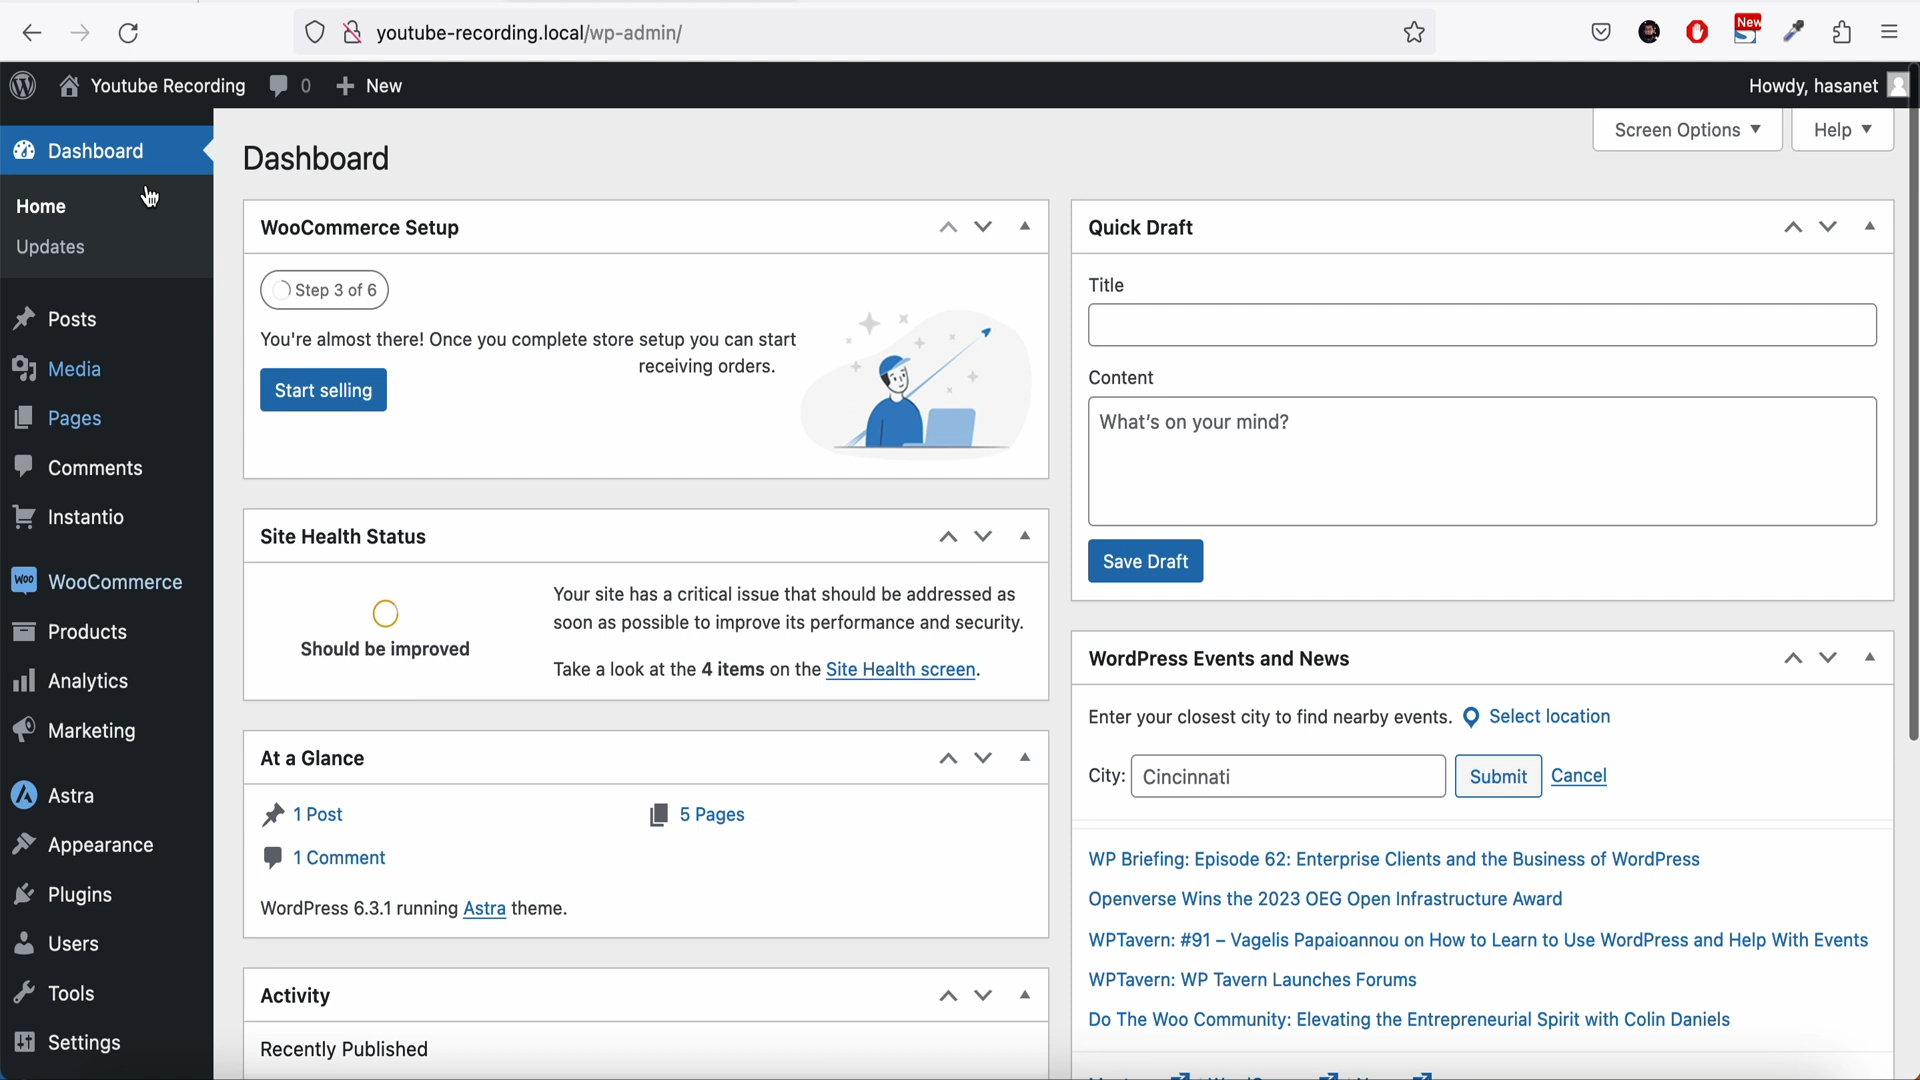 youtube-recording.local/wp-admin/
New
Youtube Recording
0
New
Howdy, hasanet
Dashboard
Home
Updates
Posts
Media
Pages
Comments
Instantio
Woo WooCommerce
Products
Analytics
Marketing
Astra
Appearance
Plugins
Users
Tools
Settings
Screen Options
Help
Dashboard
WooCommerce Setup
Step 3 of 6
You're almost there! Once you complete store setup you can start
receiving orders.
Start selling
Site Health Status
Should be improved
Your site has a critical issue that should be addressed as
soon as possible to improve its performance and security.
Take a look at the 4 items on the Site Health screen.
At a Glance
1 Post
5 Pages
1 Comment
WordPress 6.3.1 running Astra theme.
Activity
Recently Published
Quick Draft
Title
Content
What's on your mind?
Save Draft
WordPress Events and News
Enter your closest city to find nearby events. Select location
City: Cincinnati Submit Cancel
WP Briefing: Episode 62: Enterprise Clients and the Business of WordPress
Openverse Wins the 2023 OEG Open Infrastructure Award
WPTavern: #91 – Vagelis Papaioannou on How to Learn to Use WordPress and Help With Events
WPTavern: WP Tavern Launches Forums
Do The Woo Community: Elevating the Entrepreneurial Spirit with Colin Daniels